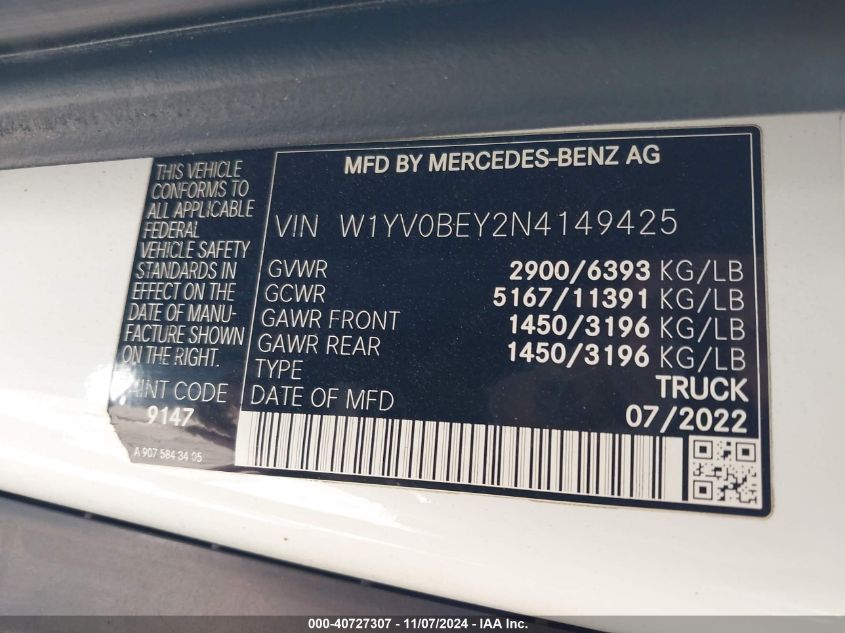 MFD BY MERCEDES-BENZ AG
THIS VEHICLE
CONFORMS TO
ALL APPLICABLE
FEDERAL
VEHICLE SAFETY
STANDARDS IN
EFFECT ON THE
DATE OF MANU-
FACTURE SHOWN
ON THE RIGHT.
PAINT CODE
9147
A 907 584 34 05
VIN W1YV0BEY2N4149425
GVWR 2900/6393 KG/LB
GCWR 5167/11391 KG/LB
GAWR FRONT 1450/3196 KG/LB
GAWR REAR 1450/3196 KG/LB
TYPE TRUCK
DATE OF MFD 07/2022
000-40727307 - 11/07/2024 - IAA Inc.